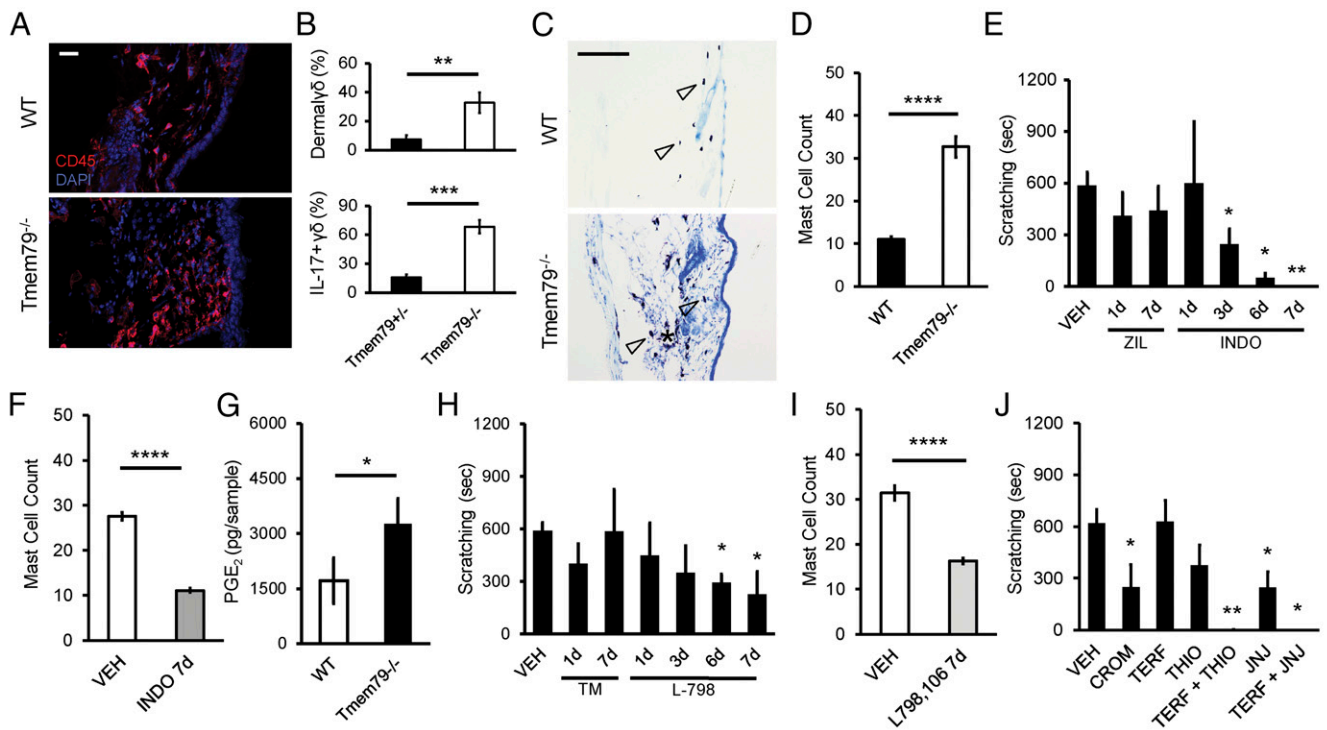 A
WT
CD45
DAPI
Tmem79-/-
B
Dermalγδ (%)
60
40
20
0
**
IL-17+ γδ (%)
90
60
30
0
***
Tmem79+/-
Tmem79-/-
C
WT
Tmem79-/-
*
D
Mast Cell Count
50
40
30
20
10
0
****
WT
Tmem79-/-
E
Scratching (sec)
1200
900
600
300
0
* * **
VEH 1d 7d 1d 3d 6d 7d
ZIL INDO
F
Mast Cell Count
50
40
30
20
10
0
****
VEH
INDO 7d
G
PGE2 (pg/sample)
6000
4500
3000
1500
0
*
WT
Tmem79-/-
H
Scratching (sec)
1200
900
600
300
0
* *
VEH 1d 7d 1d 3d 6d 7d
TM L-798
I
Mast Cell Count
50
40
30
20
10
0
****
VEH
L798,106 7d
J
Scratching (sec)
1200
900
600
300
0
* ** * *
VEH
CROM
TERF
THIO
TERF + THIO
JNJ
TERF + JNJ